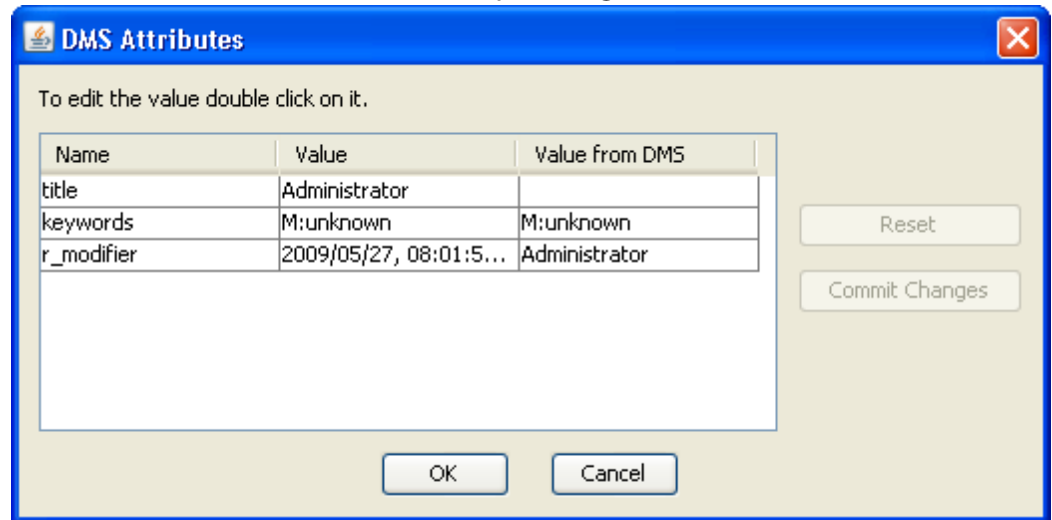 DMS Attributes
To edit the value double click on it.
Name Value Value from DMS
title Administrator
keywords M:unknown M:unknown
r_modifier 2009/05/27, 08:01:5... Administrator
Reset
Commit Changes
OK Cancel